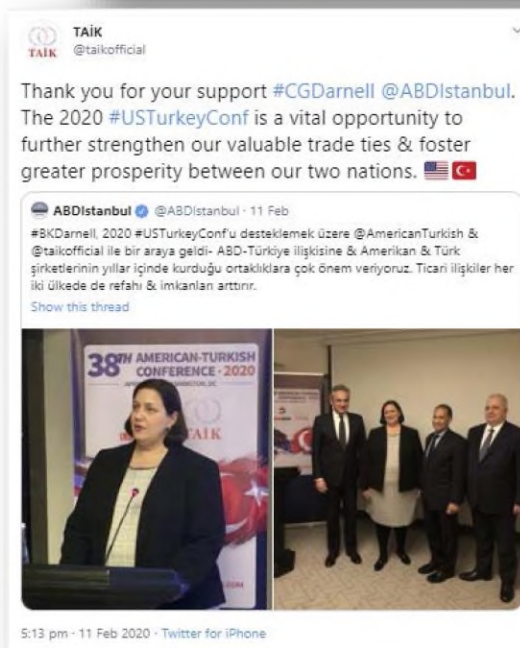 TAİK
@taikofficial
TAİK
Thank you for your support #CGDarnell @ABDIstanbul.
The 2020 #USTurkeyConf is a vital opportunity to
further strengthen our valuable trade ties & foster
greater prosperity between our two nations.
ABDIstanbul @ABDIstanbul · 11 Feb
#BKDarnell, 2020 #USTurkeyConf'u desteklemek üzere @AmericanTurkish &
@taikofficial ile bir araya geldi- ABD-Türkiye ilişkisine & Amerikan & Türk
şirketlerinin yıllar içinde kurduğu ortaklıklara çok önem veriyoruz. Ticari ilişkiler her
iki ülkede de refahı & imkanları arttırır.
Show this thread
38TH AMERICAN-TURKISH
CONFERENCE · 2020
TAİK
5:13 pm · 11 Feb 2020 · Twitter for iPhone